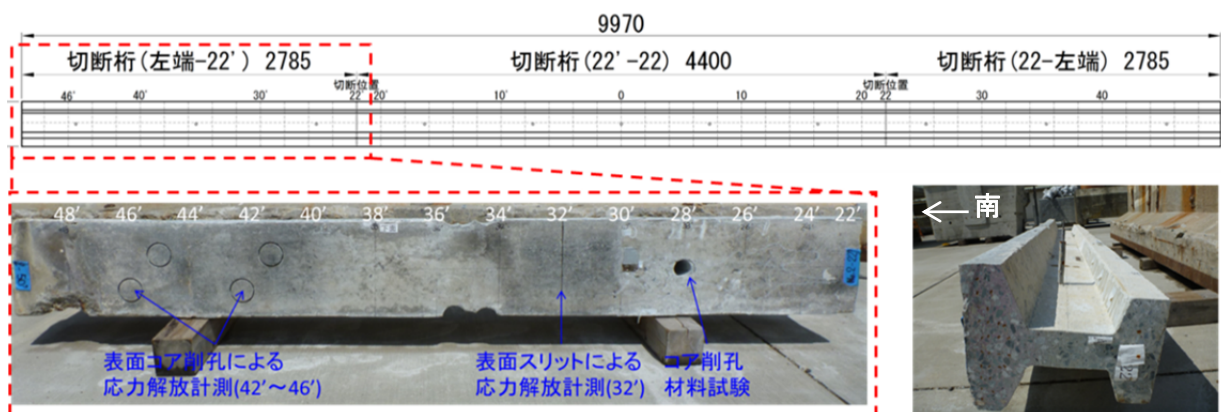 9970
切断桁(左端-22') 2785
切断桁(22'-22) 4400
切断桁(22-左端) 2785
切断位置
切断位置
46' 40' 30' 22' 20' 10' 0 10 20 22 30 40
48' 46' 44' 42' 40' 38' 36' 34' 32' 30' 28' 26' 24' 22'
表面コア削孔による
応力解放計測(42'～46')
表面スリットによる
応力解放計測(32')
コア削孔
材料試験
南